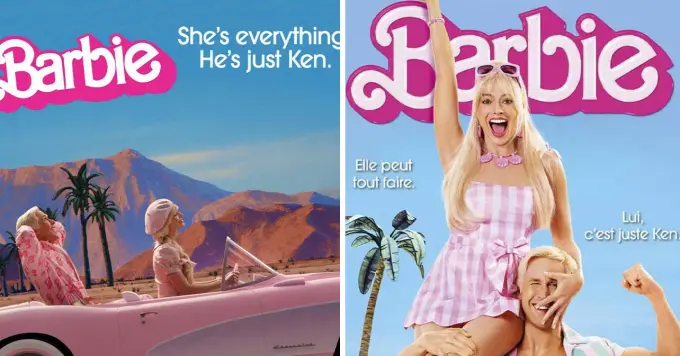 Barbie
She's everything
He's just Ken.
Barbie
Elle peut
tout faire.
Lui,
c'est juste Ken.